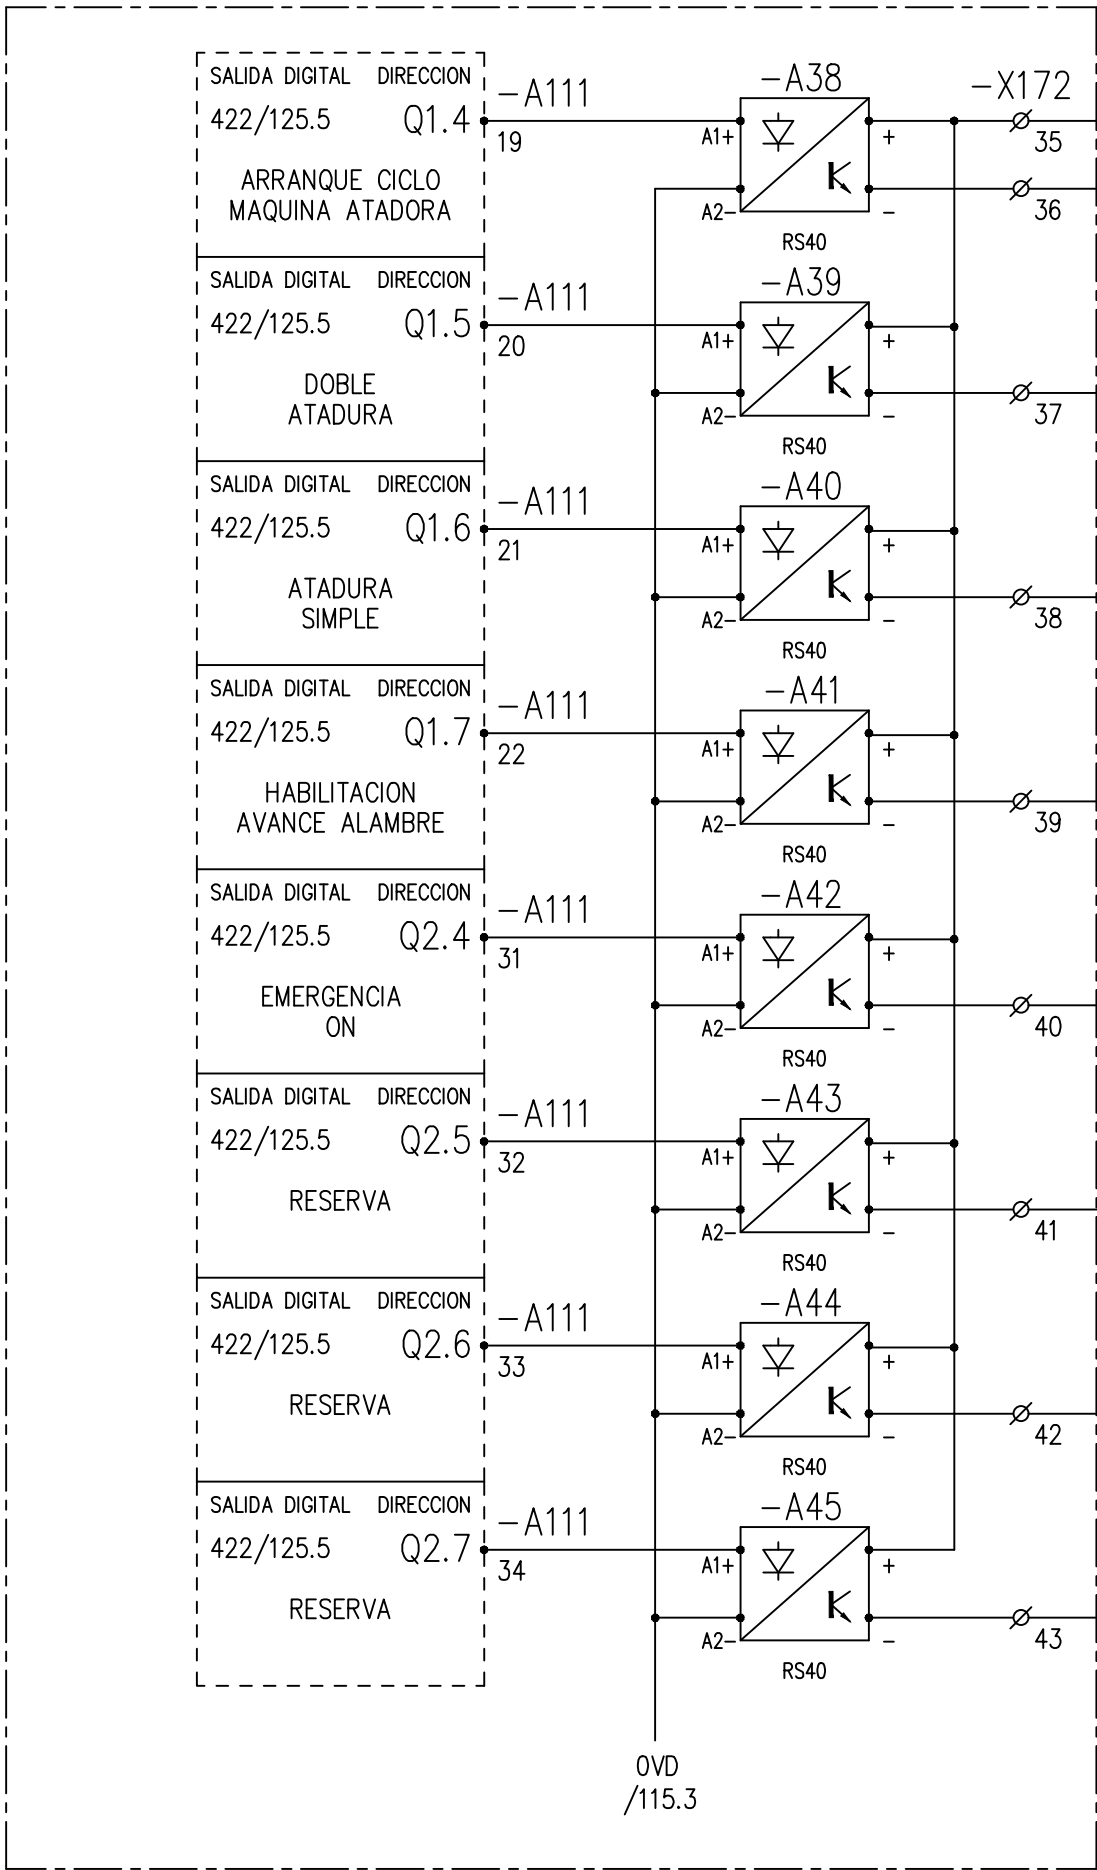 SALIDA DIGITAL DIRECCION
422/125.5 Q1.4
ARRANQUE CICLO
MAQUINA ATADORA
-A111
19
-A38
A1+
+
A2-
-
RS40
-X172
35
36
SALIDA DIGITAL DIRECCION
422/125.5 Q1.5
DOBLE
ATADURA
-A111
20
-A39
A1+
+
A2-
-
RS40
37
SALIDA DIGITAL DIRECCION
422/125.5 Q1.6
ATADURA
SIMPLE
-A111
21
-A40
A1+
+
A2-
-
RS40
38
SALIDA DIGITAL DIRECCION
422/125.5 Q1.7
HABILITACION
AVANCE ALAMBRE
-A111
22
-A41
A1+
+
A2-
-
RS40
39
SALIDA DIGITAL DIRECCION
422/125.5 Q2.4
EMERGENCIA
ON
-A111
31
-A42
A1+
+
A2-
-
RS40
40
SALIDA DIGITAL DIRECCION
422/125.5 Q2.5
RESERVA
-A111
32
-A43
A1+
+
A2-
-
RS40
41
SALIDA DIGITAL DIRECCION
422/125.5 Q2.6
RESERVA
-A111
33
-A44
A1+
+
A2-
-
RS40
42
SALIDA DIGITAL DIRECCION
422/125.5 Q2.7
RESERVA
-A111
34
-A45
A1+
+
A2-
-
RS40
43
0VD
/115.3